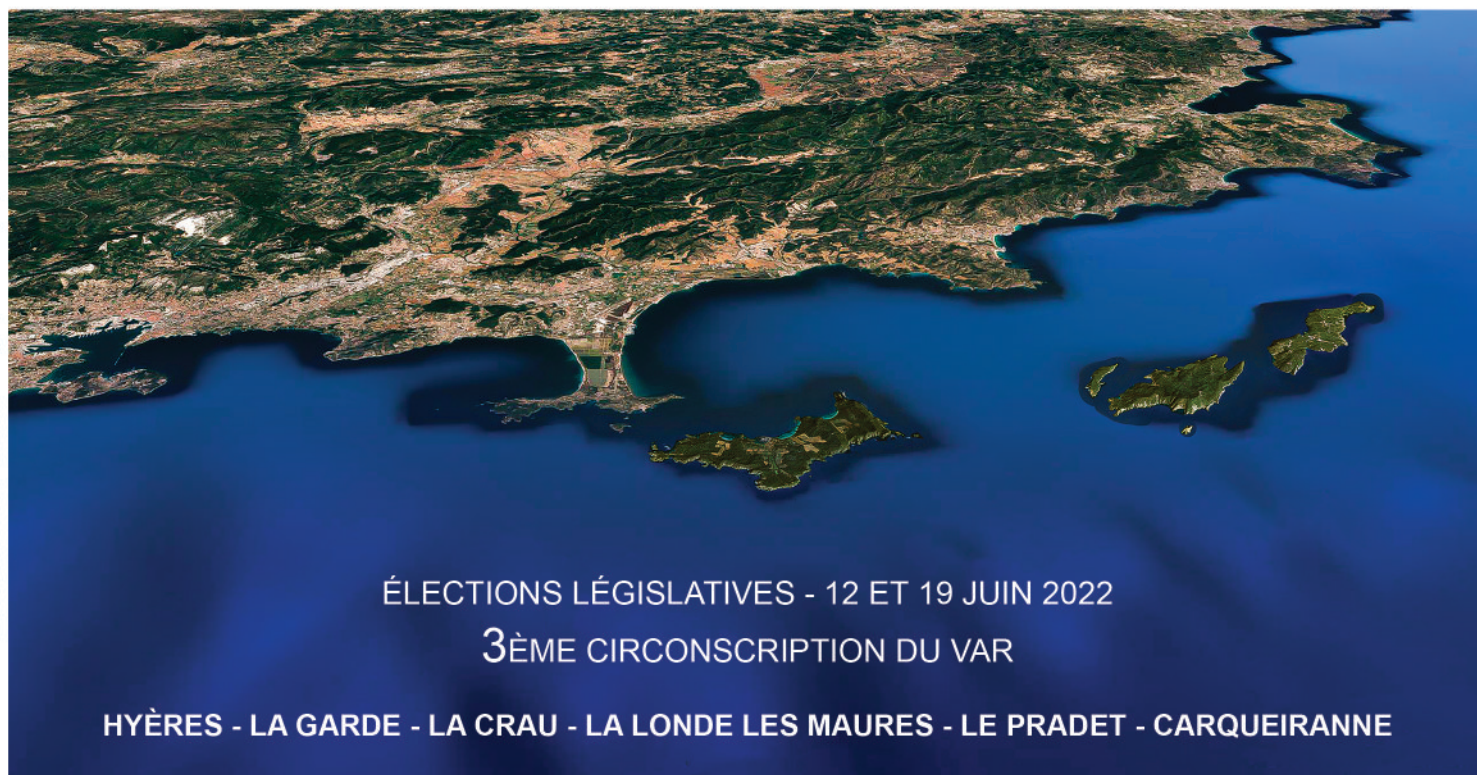 ÉLECTIONS LÉGISLATIVES - 12 ET 19 JUIN 2022
3ÈME CIRCONSCRIPTION DU VAR
HYÈRES - LA GARDE - LA CRAU - LA LONDE LES MAURES - LE PRADET - CARQUEIRANNE